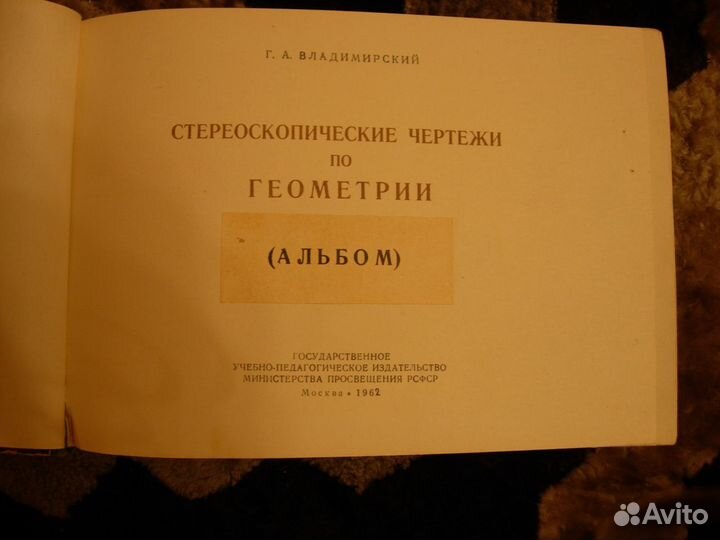 Г. А. ВЛАДИМИРСКИЙ
СТЕРЕОСКОПИЧЕСКИЕ ЧЕРТЕЖИ
ПО
ГЕОМЕТРИИ
(АЛЬБОМ)
ГОСУДАРСТВЕННОЕ
УЧЕБНО-ПЕДАГОГИЧЕСКОЕ ИЗДАТЕЛЬСТВО
МИНИСТЕРСТВА ПРОСВЕЩЕНИЯ РСФСР
Москва • 1962
Avito